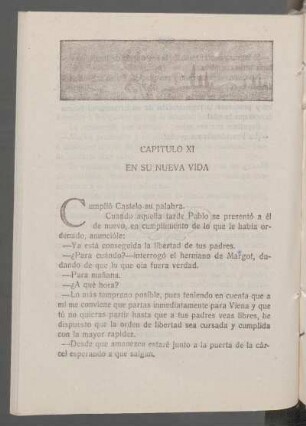 CAPITULO XI
EN SU NUEVA VIDA
Cumplió Castelo su palabra.
Cuando aquella tarde Pablo se presentó a él
de nuevo, en cumplimiento de lo que le había or-
denado, anuncióle:
—Ya está conseguida la libertad de tus padres.
—¿Para cuándo?—interrogó el hermano de Margot, du-
dando de que lo que oía fuera verdad.
—Para mañana.
—¿A qué hora?
—Lo más temprano posible, pues teniendo en cuenta que a
mí me conviene que partas inmediatamente para Viena y que
tú no quieras partir hasta que a tus padres veas libres, he
dispuesto que la orden de libertad sea cursada y cumplida
con la mayor rapidez.
—Desde que amanezca estaré junto a la puerta de la cár-
cel esperando a que salgan.